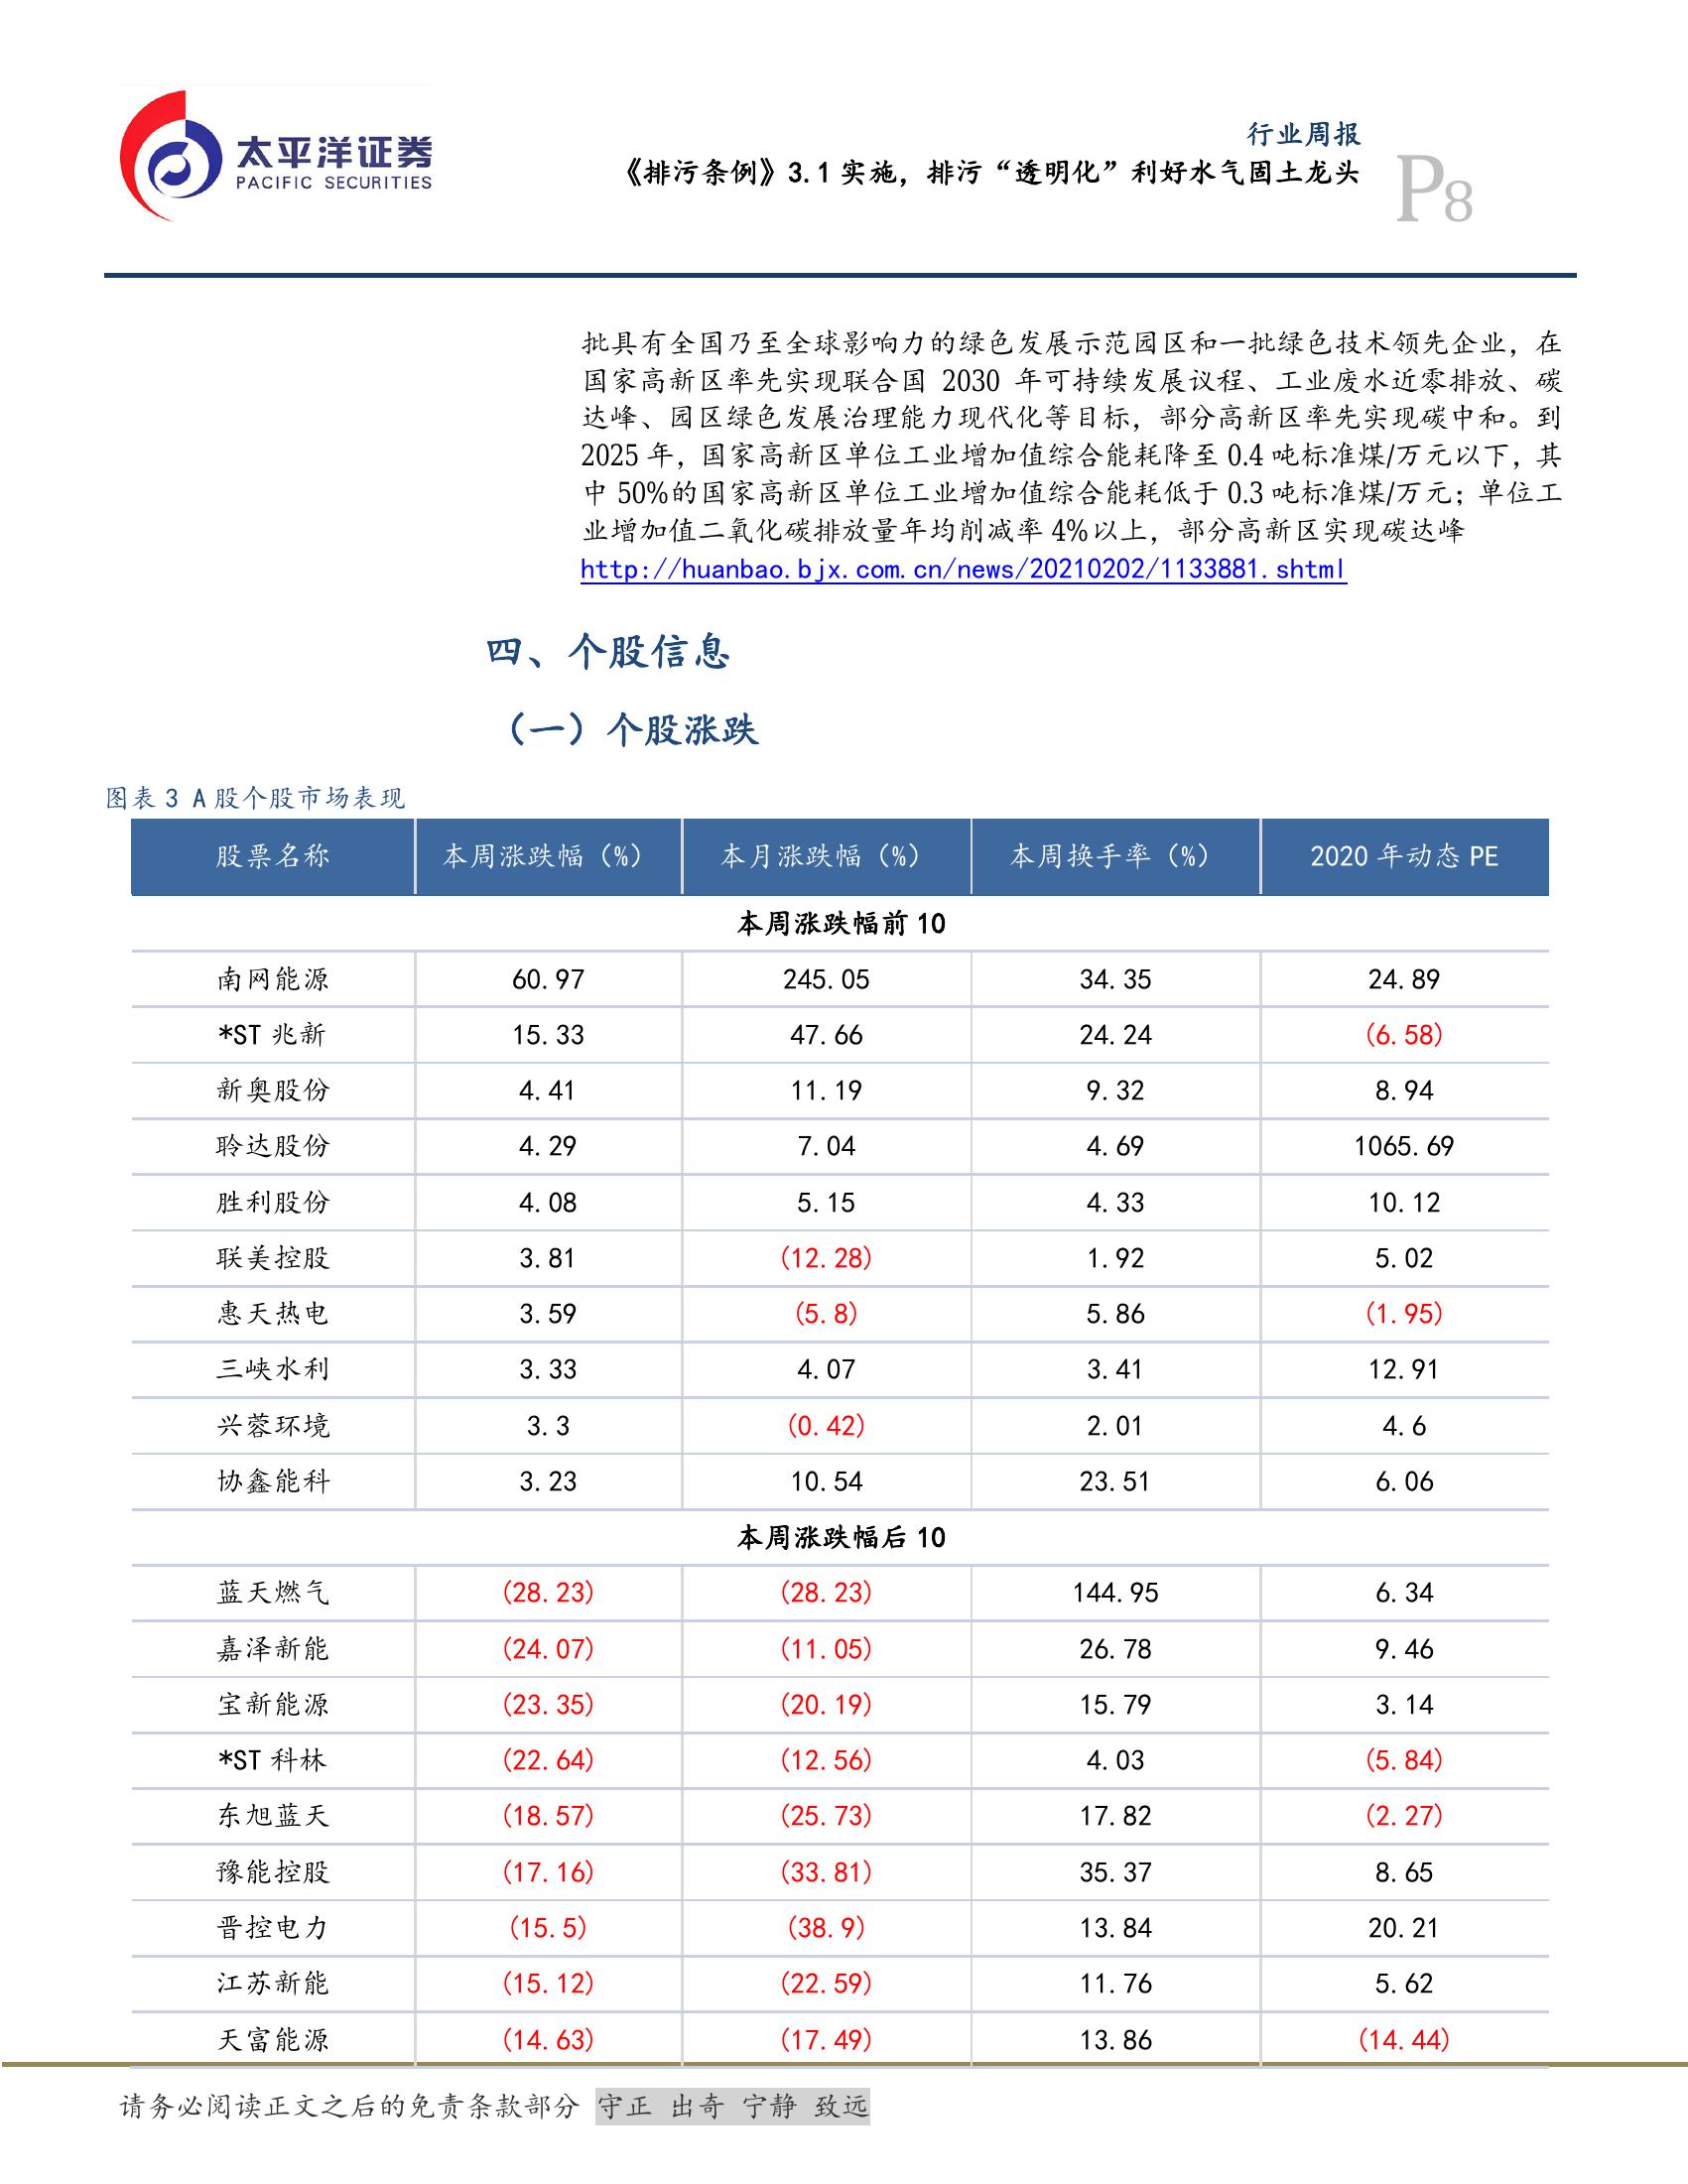 太平洋证券
PACIFIC SECURITIES
行业周报
《排污条例》3.1 实施，排污“透明化”利好水气固土龙头
P8
批具有全国乃至全球影响力的绿色发展示范园区和一批绿色技术领先企业，在
国家高新区率先实现联合国 2030 年可持续发展议程、工业废水近零排放、碳
达峰、园区绿色发展治理能力现代化等目标，部分高新区率先实现碳中和。到
2025 年，国家高新区单位工业增加值综合能耗降至 0.4 吨标准煤/万元以下，其
中 50%的国家高新区单位工业增加值综合能耗低于 0.3 吨标准煤/万元；单位工
业增加值二氧化碳排放量年均削减率 4%以上，部分高新区实现碳达峰
http://huanbao.bjx.com.cn/news/20210202/1133881.shtml
四、个股信息
（一）个股涨跌
图表 3 A 股个股市场表现
股票名称 本周涨跌幅（%） 本月涨跌幅（%） 本周换手率（%） 2020 年动态 PE
本周涨跌幅前 10
南网能源 60.97 245.05 34.35 24.89
*ST 兆新 15.33 47.66 24.24 (6.58)
新奥股份 4.41 11.19 9.32 8.94
聆达股份 4.29 7.04 4.69 1065.69
胜利股份 4.08 5.15 4.33 10.12
联美控股 3.81 (12.28) 1.92 5.02
惠天热电 3.59 (5.8) 5.86 (1.95)
三峡水利 3.33 4.07 3.41 12.91
兴蓉环境 3.3 (0.42) 2.01 4.6
协鑫能科 3.23 10.54 23.51 6.06
本周涨跌幅后 10
蓝天燃气 (28.23) (28.23) 144.95 6.34
嘉泽新能 (24.07) (11.05) 26.78 9.46
宝新能源 (23.35) (20.19) 15.79 3.14
*ST 科林 (22.64) (12.56) 4.03 (5.84)
东旭蓝天 (18.57) (25.73) 17.82 (2.27)
豫能控股 (17.16) (33.81) 35.37 8.65
晋控电力 (15.5) (38.9) 13.84 20.21
江苏新能 (15.12) (22.59) 11.76 5.62
天富能源 (14.63) (17.49) 13.86 (14.44)
请务必阅读正文之后的免责条款部分 守正 出奇 宁静 致远